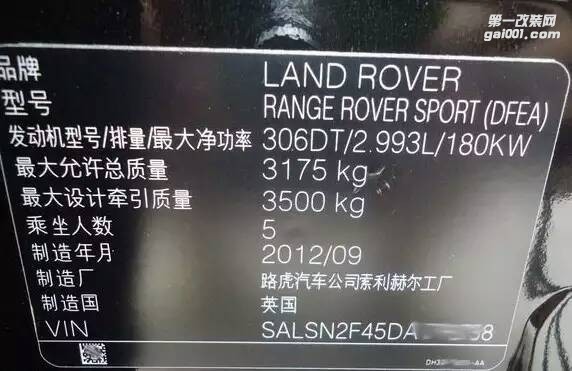 第一改装网
gai001.com
品牌 LAND ROVER
型号 RANGE ROVER SPORT (DFEA)
发动机型号/排量/最大净功率 306DT/2.993L/180KW
最大允许总质量 3175 kg
最大设计牵引质量 3500 kg
乘坐人数 5
制造年月 2012/09
制造厂 路虎汽车公司索利赫尔工厂
制造国 英国
VIN SALSN2F45DA